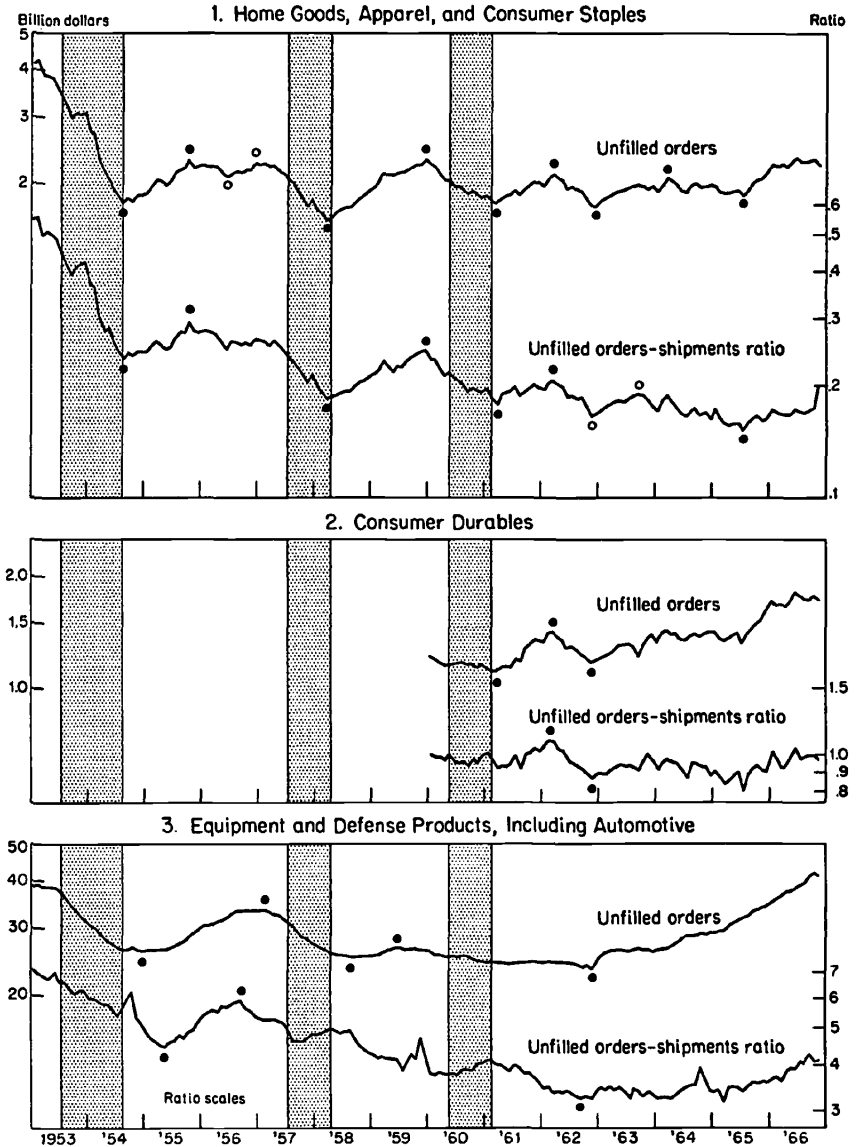 1. Home Goods, Apparel, and Consumer Staples
Billion dollars
Ratio
5
4
3
2
Unfilled orders
.6
.5
.4
.3
Unfilled orders-shipments ratio
.2
.1
2. Consumer Durables
2.0
1.5
1.0
Unfilled orders
1.5
Unfilled orders-shipments ratio
1.0
.9
.8
3. Equipment and Defense Products, Including Automotive
50
40
30
20
Unfilled orders
7
6
5
Unfilled orders-shipments ratio
4
3
Ratio scales
1953 '54 '55 '56 '57 '58 '59 '60 '61 '62 '63 '64 '65 '66